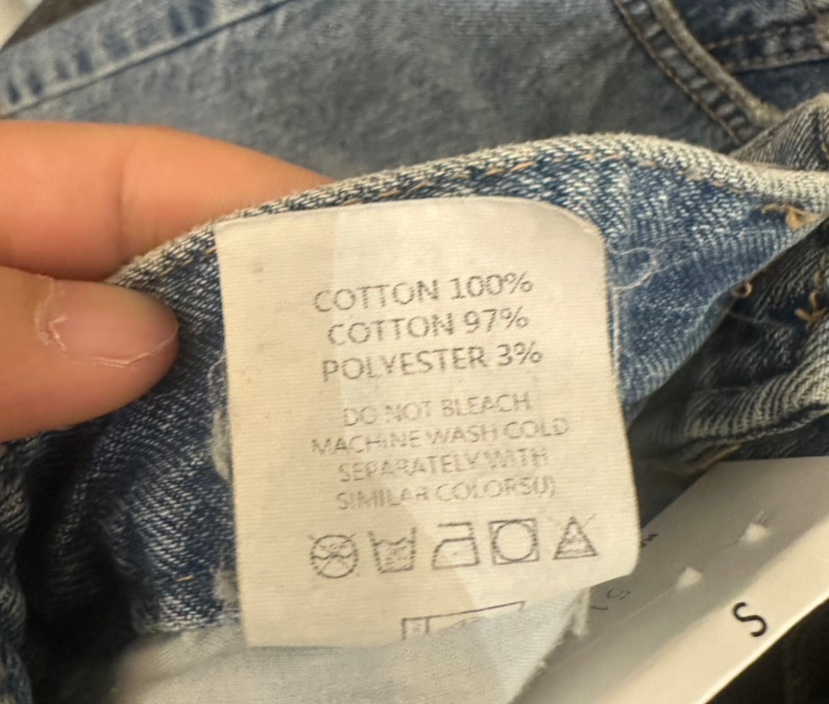 COTTON 100%
COTTON 97%
POLYESTER 3%
DO NOT BLEACH
MACHINE WASH COLD
SEPARATELY WITH
SIMILAR COLORS(J)
S